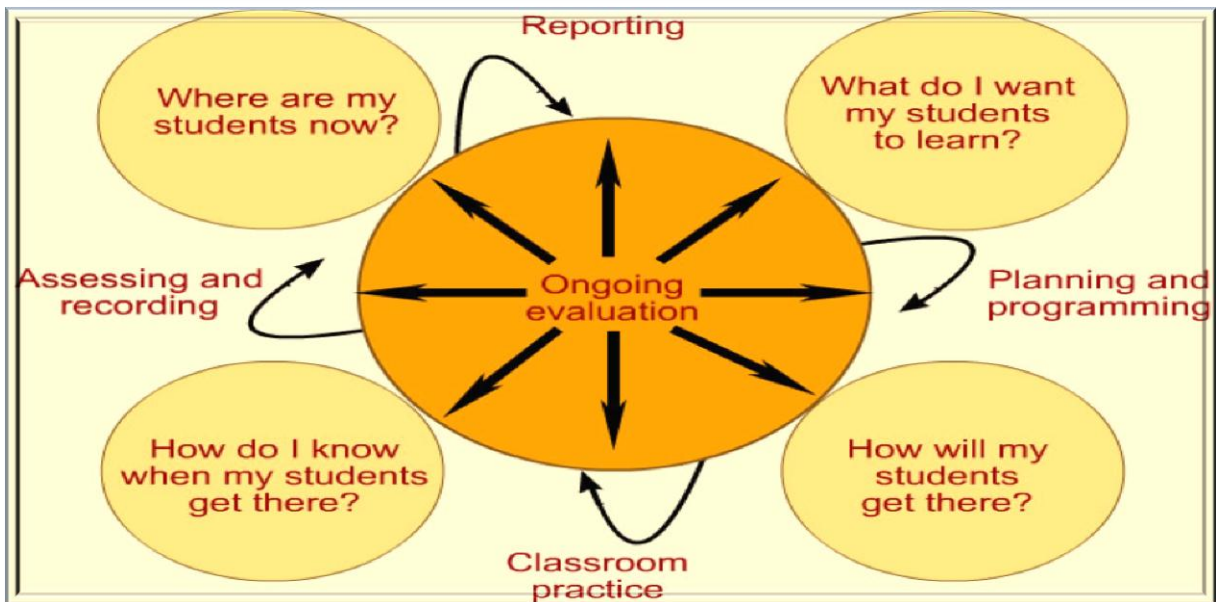 Reporting
Where are my
students now?
What do I want
my students
to learn?
Assessing and
recording
Ongoing
evaluation
Planning and
programming
How do I know
when my students
get there?
How will my
students
get there?
Classroom
practice